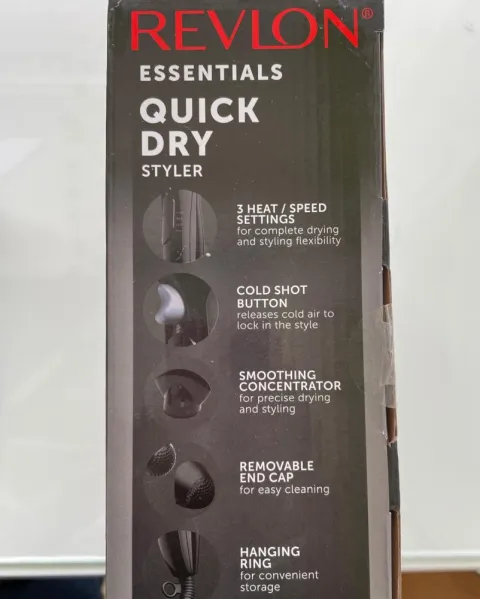 REVLON®
ESSENTIALS
QUICK
DRY
STYLER
3 HEAT / SPEED
SETTINGS
for complete drying
and styling flexibility
COLD SHOT
BUTTON
releases cold air to
lock in the style
SMOOTHING
CONCENTRATOR
for precise drying
and styling
REMOVABLE
END CAP
for easy cleaning
HANGING
RING
for convenient
storage